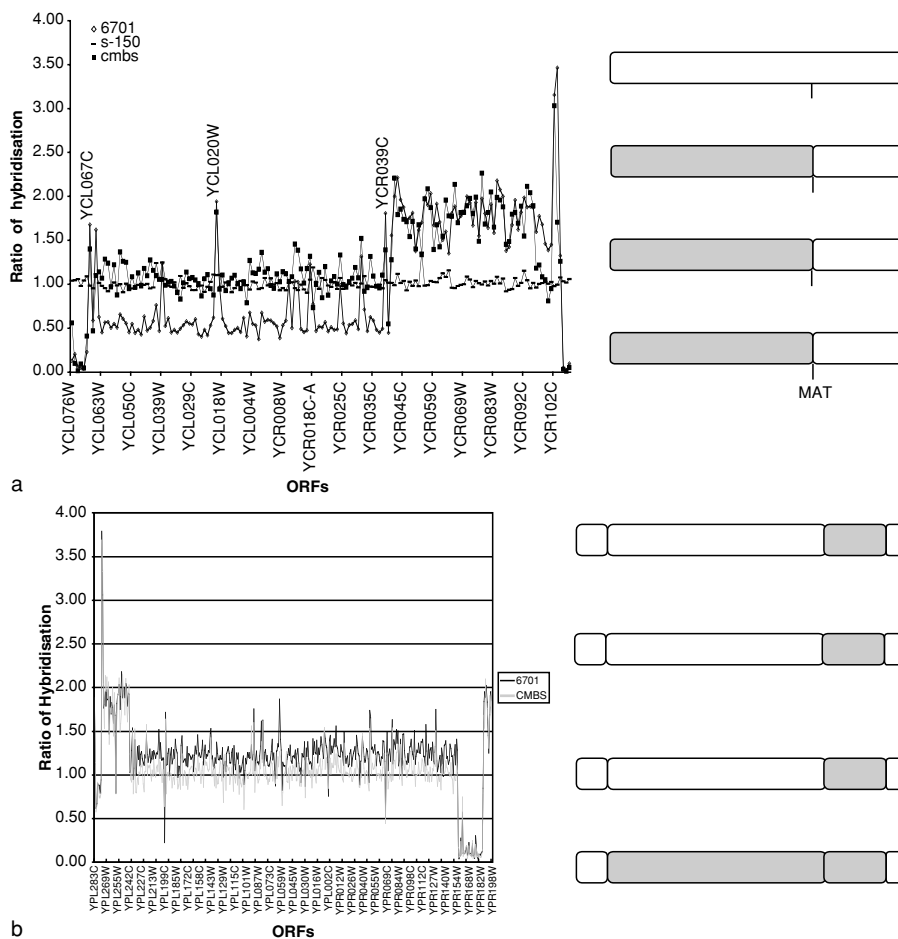 4.00
3.50
3.00
2.50
2.00
1.50
1.00
0.50
0.00
Ratio of hybridisation
6701
s-150
cmbs
YCL067C
YCL020W
YCR039C
YCL076W
YCL063W
YCL050C
YCL039W
YCL029C
YCL018W
YCL004W
YCR008W
YCR018C-A
YCR025C
YCR035C
YCR045C
YCR059C
YCR069W
YCR083W
YCR092C
YCR102C
ORFs
MAT
a
4.00
3.50
3.00
2.50
2.00
1.50
1.00
0.50
0.00
Ratio of Hybridisation
6701
CMBS
YPL283C
YPL269W
YPL255W
YPL242C
YPL227C
YPL213W
YPL199C
YPL185W
YPL172C
YPL158C
YPL143W
YPL129W
YPL115C
YPL101W
YPL087W
YPL073C
YPL059W
YPL045W
YPL030W
YPL016W
YPL002C
YPR012W
YPR026W
YPR040W
YPR055W
YPR069C
YPR084W
YPR098C
YPR112C
YPR127W
YPR140W
YPR154W
YPR168W
YPR182W
YPR198W
ORFs
b